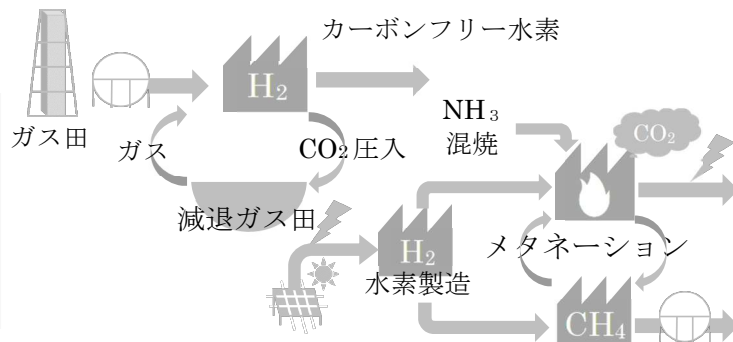 カーボンフリー水素
H2
ガス田
ガス
CO2圧入
減退ガス田
NH3
混焼
CO2
H2
水素製造
メタネーション
CH4